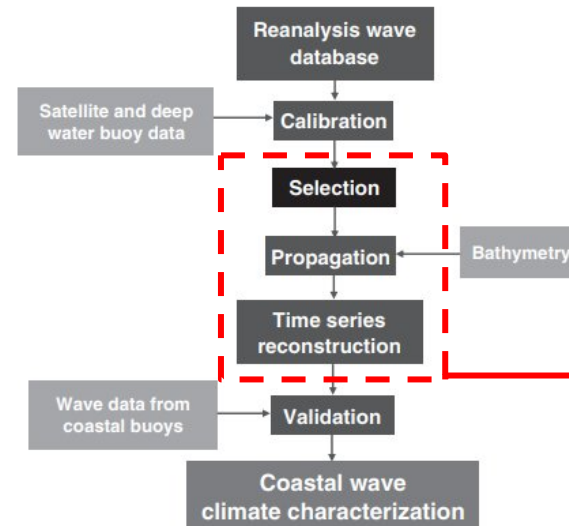 Reanalysis wave
database
Satellite and deep
water buoy data
Calibration
Selection
Propagation
Bathymetry
Time series
reconstruction
Wave data from
coastal buoys
Validation
Coastal wave
climate characterization